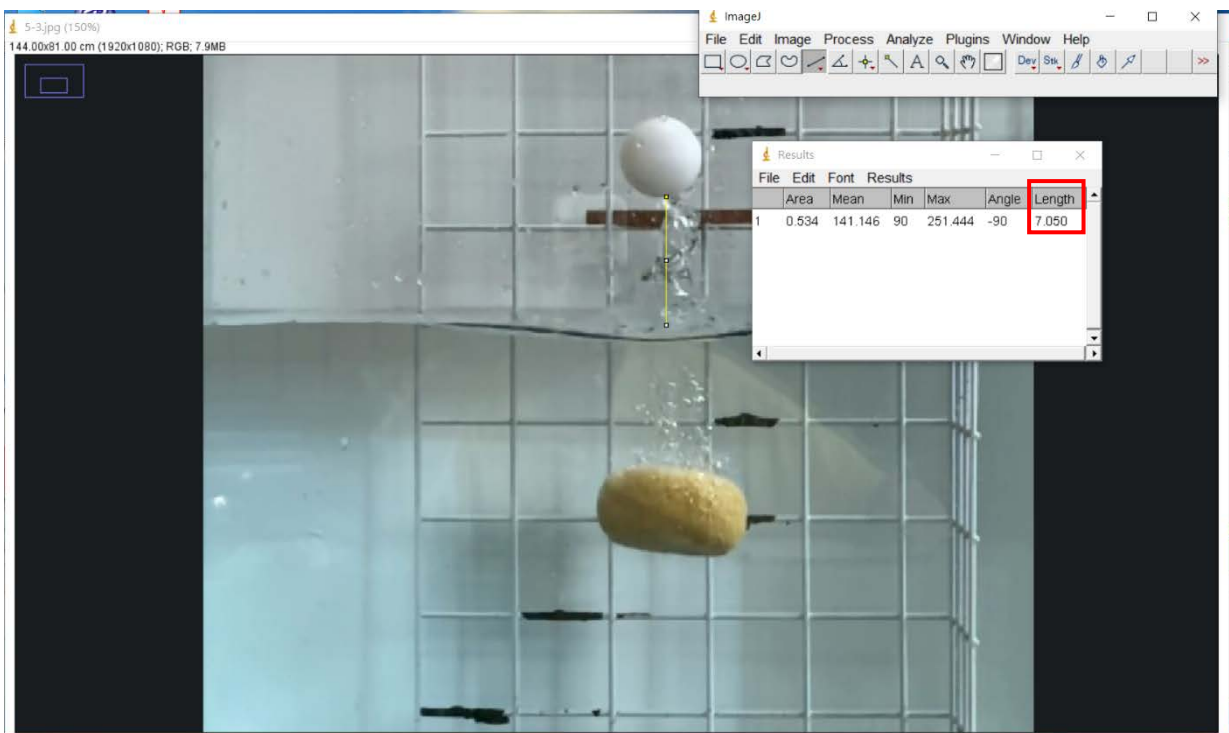 5-3.jpg (150%)
144.00x81.00 cm (1920x1080); RGB; 7.9MB
ImageJ
File Edit Image Process Analyze Plugins Window Help
A Dev Stk >>
Results
File Edit Font Results
Area Mean Min Max Angle Length
1 0.534 141.146 90 251.444 -90 7.050